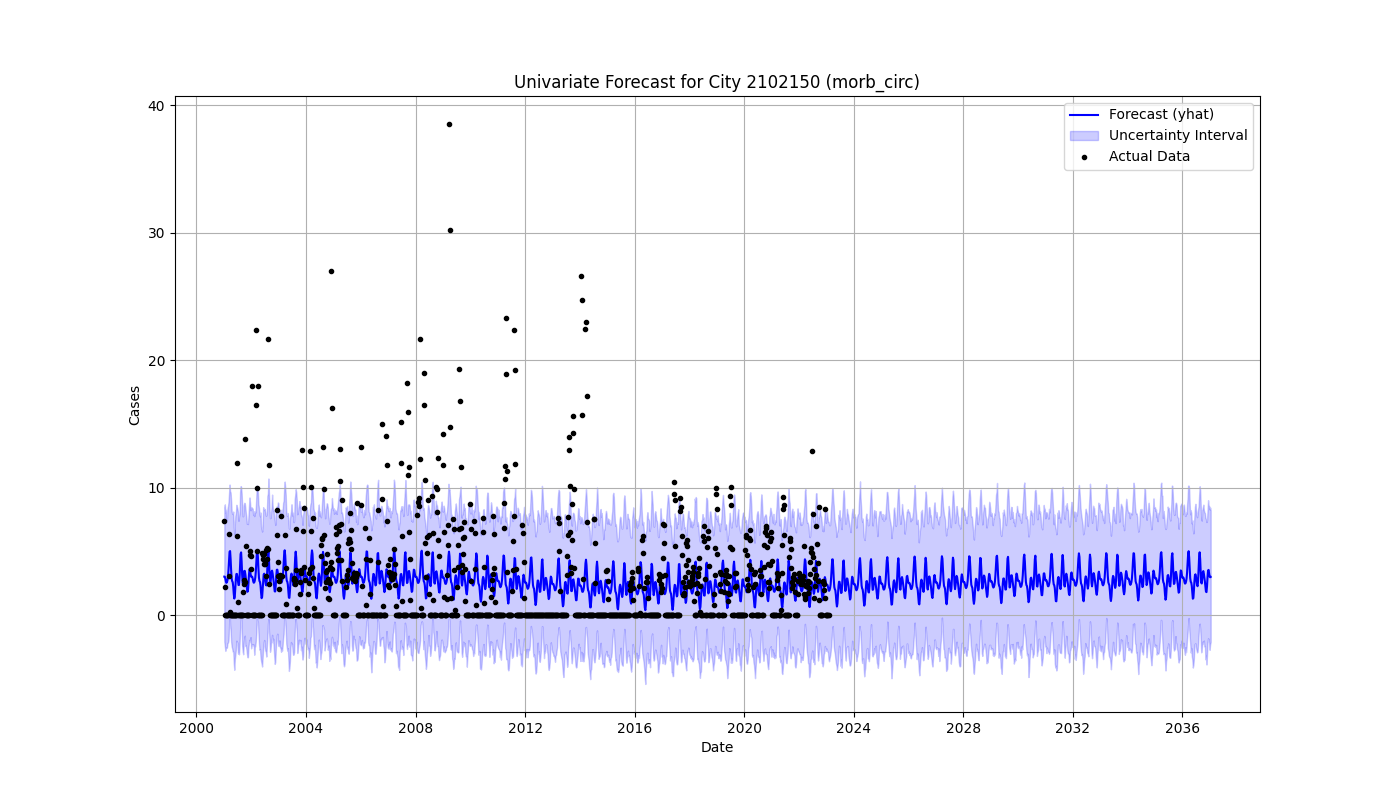 Univariate Forecast for City 2102150 (morb_circ)
Forecast (yhat)
Uncertainty Interval
Actual Data
Cases
40
30
20
10
0
2000 2004 2008 2012 2016 2020 2024 2028 2032 2036
Date